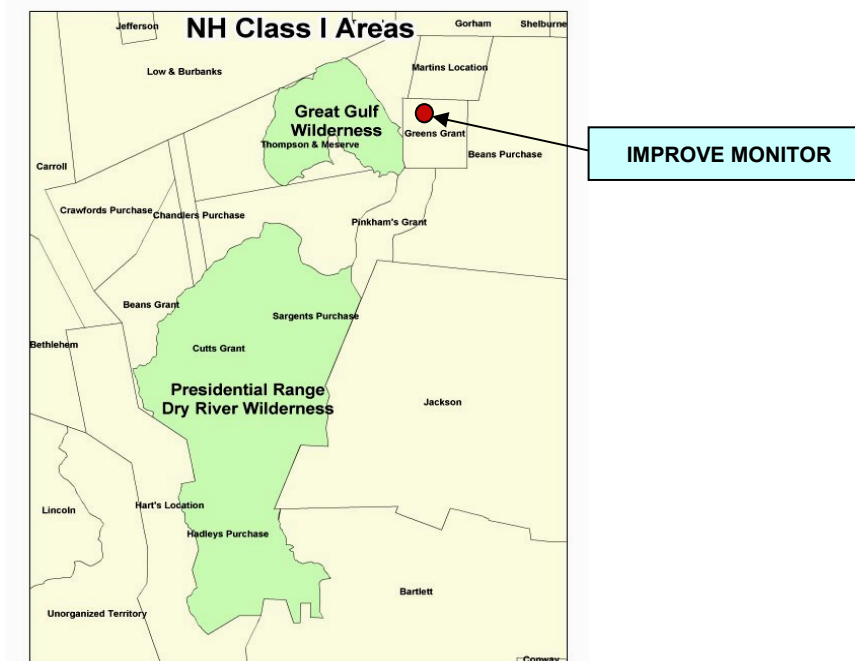 NH Class I Areas
Jefferson
Gorham
Shelburne
Low & Burbanks
Martins Location
Great Gulf
Wilderness
Thompson & Meserve
Greens Grant
Beans Purchase
IMPROVE MONITOR
Carroll
Crawfords Purchase
Chandlers Purchase
Pinkham's Grant
Beans Grant
Sargents Purchase
Bethlehem
Cutts Grant
Presidential Range
Dry River Wilderness
Jackson
Lincoln
Hart's Location
Hadleys Purchase
Bartlett
Unorganized Territory
Conway